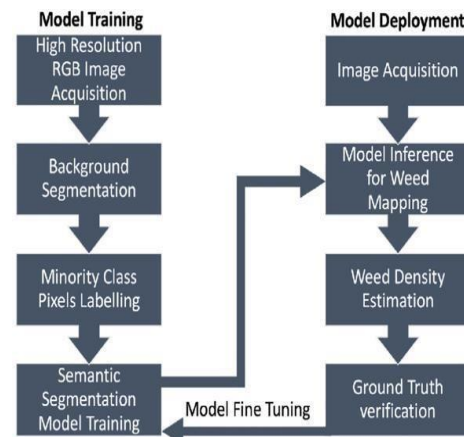 Model Training
High Resolution
RGB Image
Acquisition
Background
Segmentation
Minority Class
Pixels Labelling
Semantic
Segmentation
Model Training
Model Deployment
Image Acquisition
Model Inference
for Weed
Mapping
Weed Density
Estimation
Ground Truth
verification
Model Fine Tuning